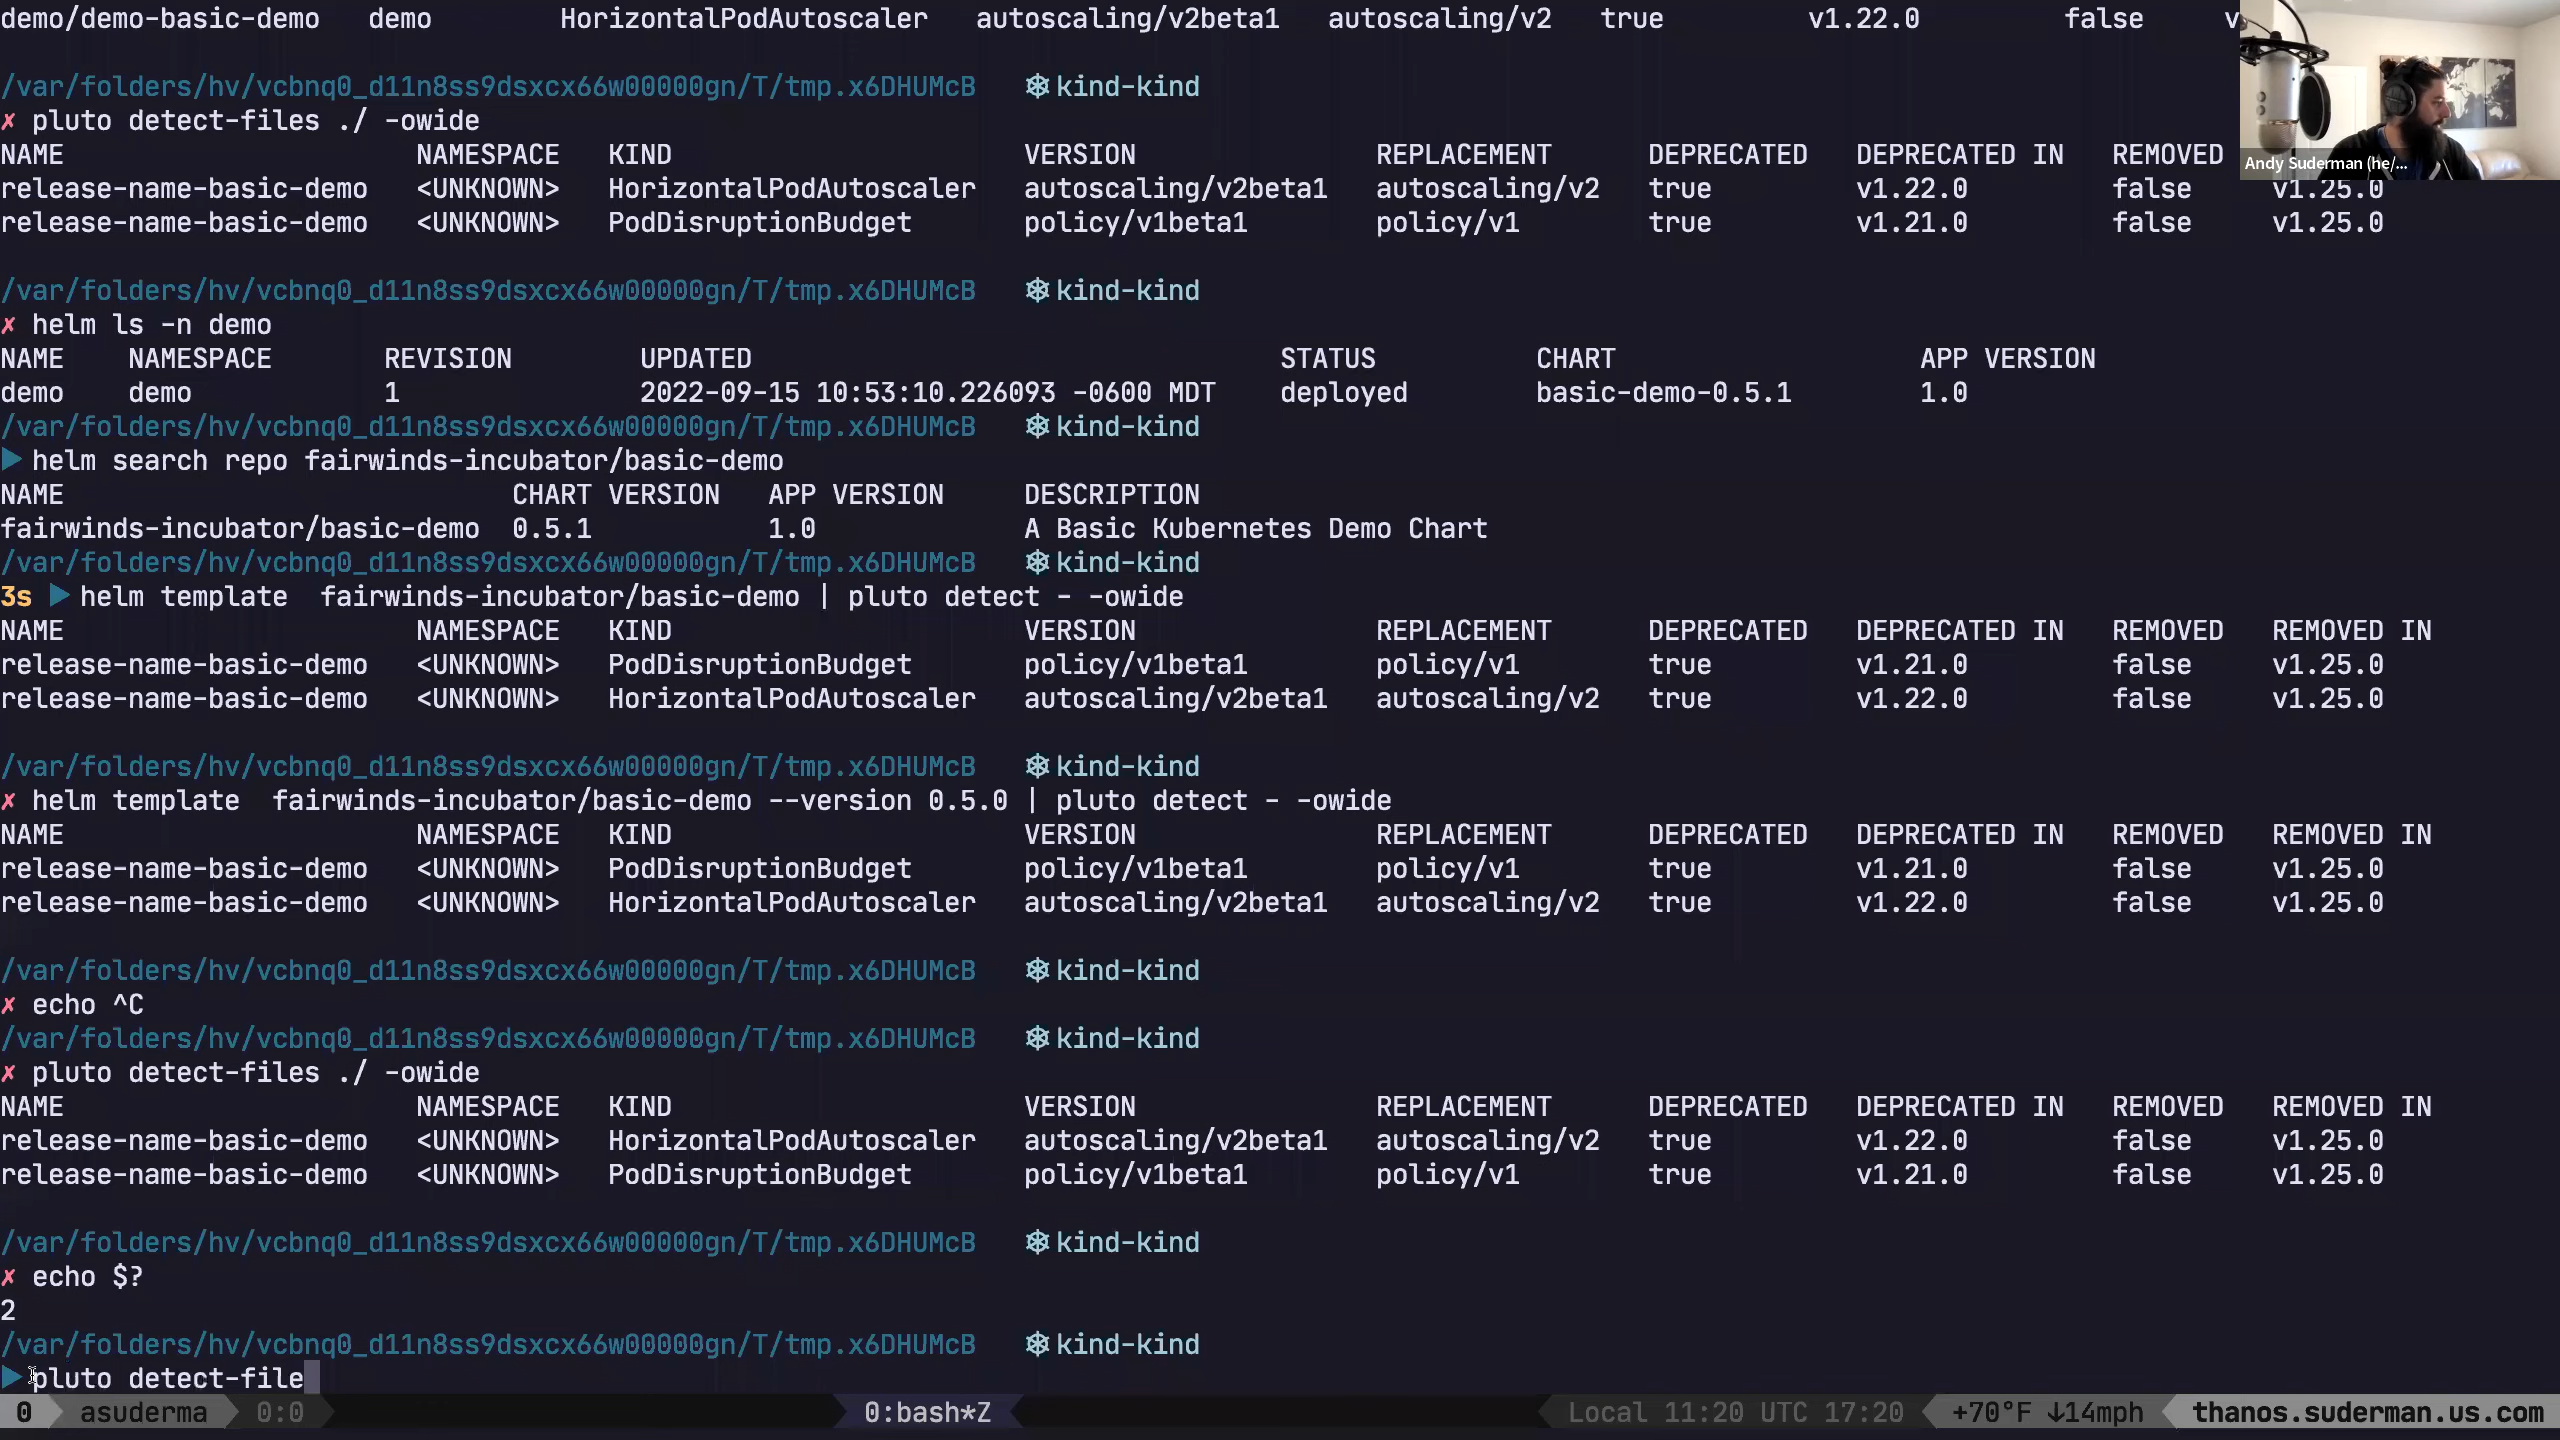 demo/demo-basic-demo   demo        HorizontalPodAutoscaler   autoscaling/v2beta1   autoscaling/v2   true         v1.22.0         false     v
/var/folders/hv/vcbnq0_d11n8ss9dsxcx66w00000gn/T/tmp.x6DHUMcB   ☸ kind-kind
✗ pluto detect-files ./ -owide
NAME                      NAMESPACE   KIND                      VERSION               REPLACEMENT      DEPRECATED   DEPRECATED IN   REMOVED
Andy Suderman (he/...
release-name-basic-demo   <UNKNOWN>   HorizontalPodAutoscaler   autoscaling/v2beta1   autoscaling/v2   true         v1.22.0         false     v1.25.0
release-name-basic-demo   <UNKNOWN>   PodDisruptionBudget       policy/v1beta1        policy/v1        true         v1.21.0         false     v1.25.0
/var/folders/hv/vcbnq0_d11n8ss9dsxcx66w00000gn/T/tmp.x6DHUMcB   ☸ kind-kind
✗ helm ls -n demo
NAME    NAMESPACE       REVISION        UPDATED                                 STATUS          CHART                   APP VERSION
demo    demo            1               2022-09-15 10:53:10.226093 -0600 MDT    deployed        basic-demo-0.5.1        1.0
/var/folders/hv/vcbnq0_d11n8ss9dsxcx66w00000gn/T/tmp.x6DHUMcB   ☸ kind-kind
▶ helm search repo fairwinds-incubator/basic-demo
NAME                            CHART VERSION   APP VERSION     DESCRIPTION
fairwinds-incubator/basic-demo  0.5.1           1.0             A Basic Kubernetes Demo Chart
/var/folders/hv/vcbnq0_d11n8ss9dsxcx66w00000gn/T/tmp.x6DHUMcB   ☸ kind-kind
3s ▶ helm template  fairwinds-incubator/basic-demo | pluto detect - -owide
NAME                      NAMESPACE   KIND                      VERSION               REPLACEMENT      DEPRECATED   DEPRECATED IN   REMOVED   REMOVED IN
release-name-basic-demo   <UNKNOWN>   PodDisruptionBudget       policy/v1beta1        policy/v1        true         v1.21.0         false     v1.25.0
release-name-basic-demo   <UNKNOWN>   HorizontalPodAutoscaler   autoscaling/v2beta1   autoscaling/v2   true         v1.22.0         false     v1.25.0
/var/folders/hv/vcbnq0_d11n8ss9dsxcx66w00000gn/T/tmp.x6DHUMcB   ☸ kind-kind
✗ helm template  fairwinds-incubator/basic-demo --version 0.5.0 | pluto detect - -owide
NAME                      NAMESPACE   KIND                      VERSION               REPLACEMENT      DEPRECATED   DEPRECATED IN   REMOVED   REMOVED IN
release-name-basic-demo   <UNKNOWN>   PodDisruptionBudget       policy/v1beta1        policy/v1        true         v1.21.0         false     v1.25.0
release-name-basic-demo   <UNKNOWN>   HorizontalPodAutoscaler   autoscaling/v2beta1   autoscaling/v2   true         v1.22.0         false     v1.25.0
/var/folders/hv/vcbnq0_d11n8ss9dsxcx66w00000gn/T/tmp.x6DHUMcB   ☸ kind-kind
✗ echo ^C
/var/folders/hv/vcbnq0_d11n8ss9dsxcx66w00000gn/T/tmp.x6DHUMcB   ☸ kind-kind
✗ pluto detect-files ./ -owide
NAME                      NAMESPACE   KIND                      VERSION               REPLACEMENT      DEPRECATED   DEPRECATED IN   REMOVED   REMOVED IN
release-name-basic-demo   <UNKNOWN>   HorizontalPodAutoscaler   autoscaling/v2beta1   autoscaling/v2   true         v1.22.0         false     v1.25.0
release-name-basic-demo   <UNKNOWN>   PodDisruptionBudget       policy/v1beta1        policy/v1        true         v1.21.0         false     v1.25.0
/var/folders/hv/vcbnq0_d11n8ss9dsxcx66w00000gn/T/tmp.x6DHUMcB   ☸ kind-kind
✗ echo $?
2
/var/folders/hv/vcbnq0_d11n8ss9dsxcx66w00000gn/T/tmp.x6DHUMcB   ☸ kind-kind
▶ pluto detect-file
0   asuderma   0:0   0:bash*Z   Local 11:20 UTC 17:20   +70°F ↓14mph   thanos.suderman.us.com